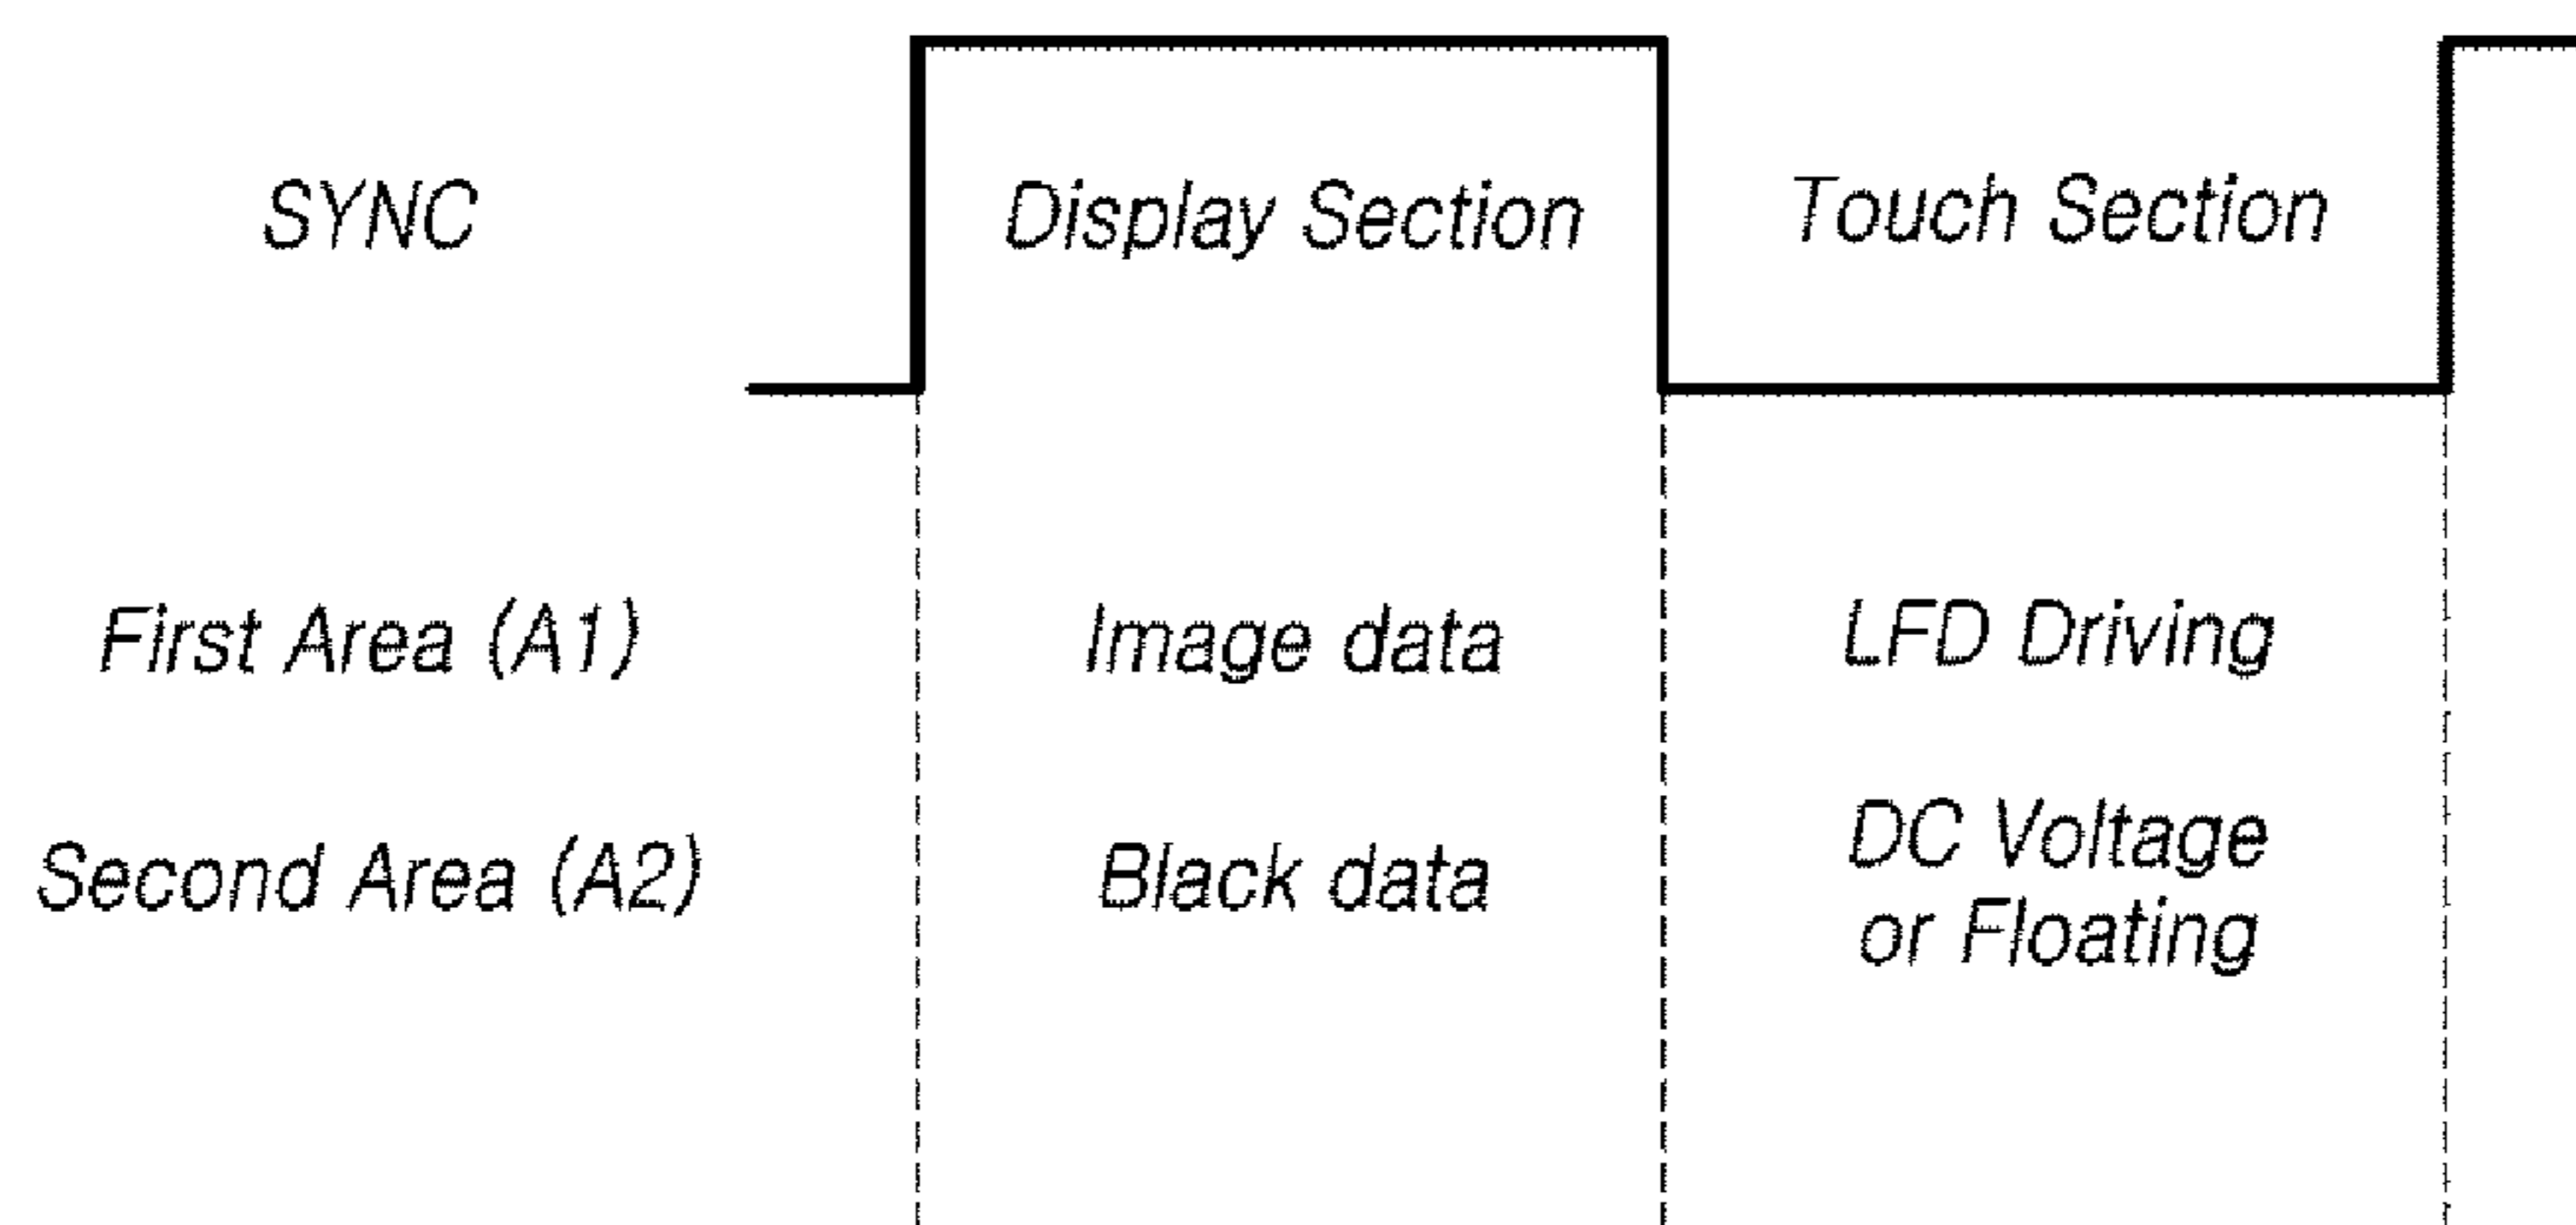 SYNC
Display Section
Touch Section
First Area (A1)
Image data
LFD Driving
Second Area (A2)
Black data
DC Voltage
or Floating